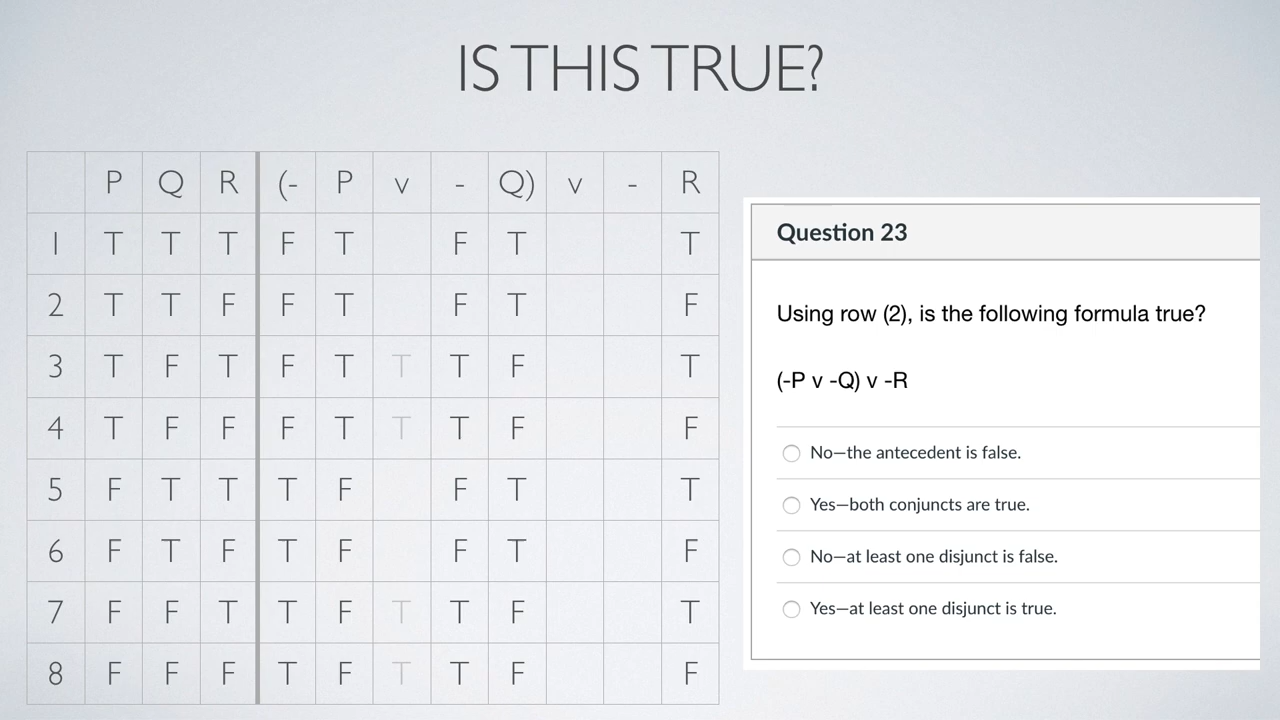 IS THIS TRUE?
P Q R (- P v - Q) v - R
1 T T T F T F T T
2 T T F F T F T F
3 T F T F T T T F T
4 T F F F T T T F F
5 F T T T F F T T
6 F T F T F F T F
7 F F T T F T T F T
8 F F F T F T T F F
Question 23
Using row (2), is the following formula true?
(-P v -Q) v -R
No—the antecedent is false.
Yes—both conjuncts are true.
No—at least one disjunct is false.
Yes—at least one disjunct is true.